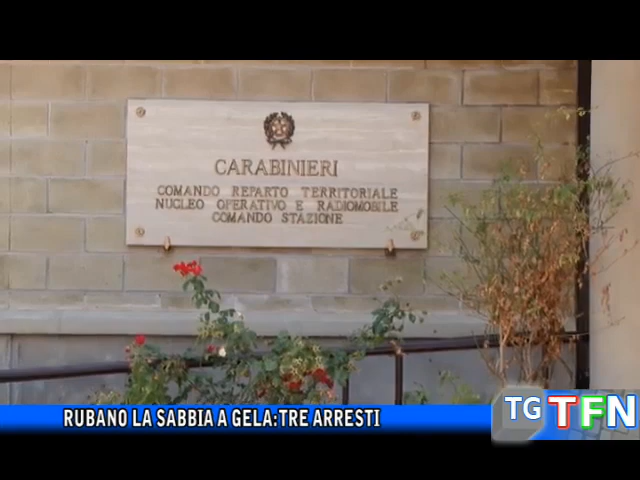 CARABINIERI
COMANDO REPARTO TERRITORIALE
NUCLEO OPERATIVO E RADIOMOBILE
COMANDO STAZIONE
RUBANO LA SABBIA A GELA:TRE ARRESTI
TG TFN